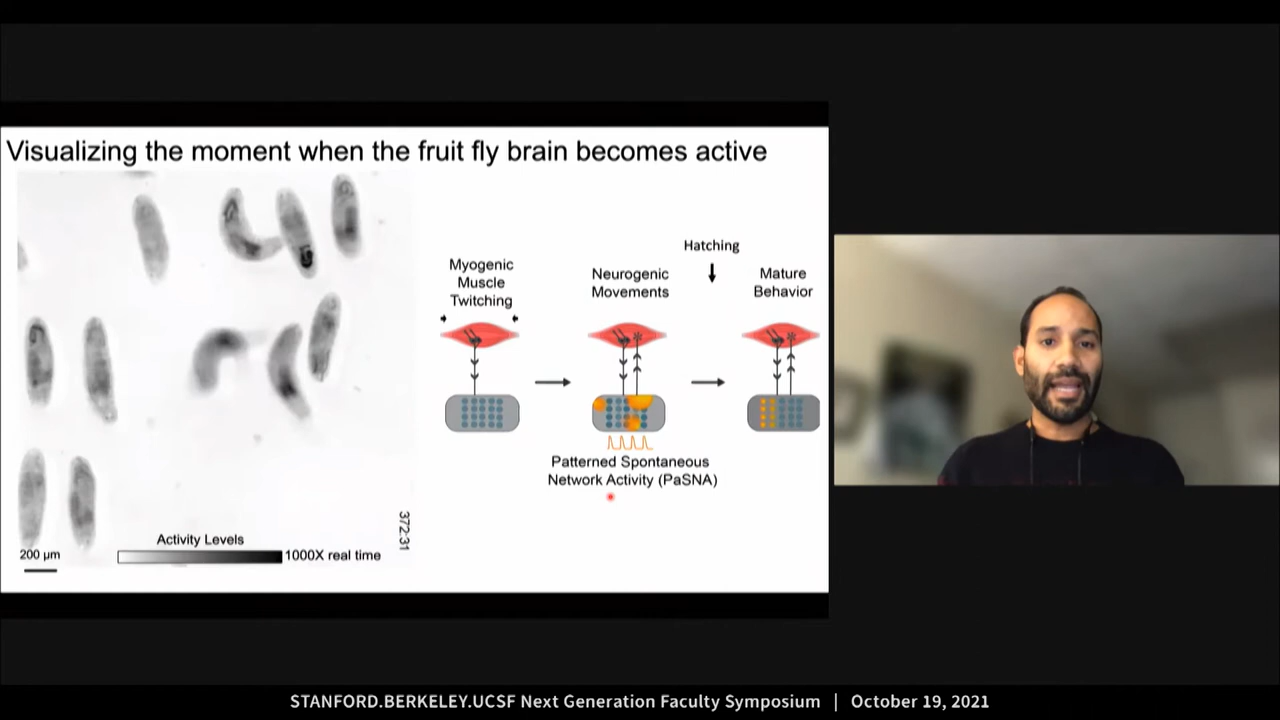 Visualizing the moment when the fruit fly brain becomes active
Myogenic
Muscle
Twitching
Neurogenic
Movements
Hatching
Mature
Behavior
Patterned Spontaneous
Network Activity (PaSNA)
Activity Levels
200 µm
1000X real time
372:31
STANFORD.BERKELEY.UCSF Next Generation Faculty Symposium | October 19, 2021